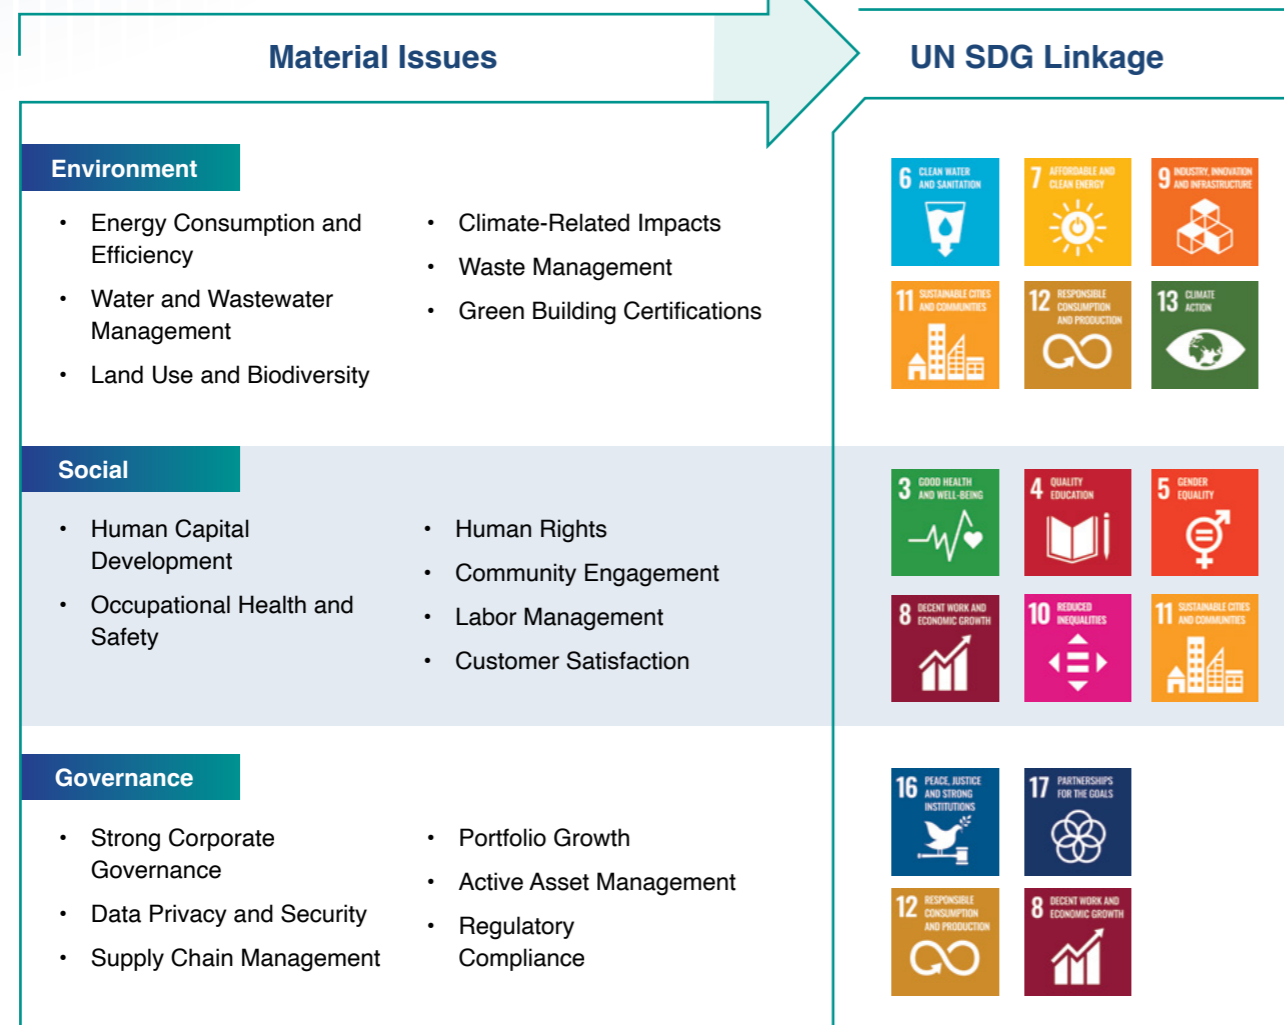 Material Issues
UN SDG Linkage
Environment
• Energy Consumption and
Efficiency
• Water and Wastewater
Management
• Land Use and Biodiversity
• Climate-Related Impacts
• Waste Management
• Green Building Certifications
6 CLEAN WATER
AND SANITATION
7 AFFORDABLE AND
CLEAN ENERGY
9 INDUSTRY, INNOVATION
AND INFRASTRUCTURE
11 SUSTAINABLE CITIES
AND COMMUNITIES
12 RESPONSIBLE
CONSUMPTION
AND PRODUCTION
13 CLIMATE
ACTION
Social
• Human Capital
Development
• Occupational Health and
Safety
• Human Rights
• Community Engagement
• Labor Management
• Customer Satisfaction
3 GOOD HEALTH
AND WELL-BEING
4 QUALITY
EDUCATION
5 GENDER
EQUALITY
8 DECENT WORK AND
ECONOMIC GROWTH
10 REDUCED
INEQUALITIES
11 SUSTAINABLE CITIES
AND COMMUNITIES
Governance
• Strong Corporate
Governance
• Data Privacy and Security
• Supply Chain Management
• Portfolio Growth
• Active Asset Management
• Regulatory
Compliance
16 PEACE, JUSTICE
AND STRONG
INSTITUTIONS
17 PARTNERSHIPS
FOR THE GOALS
12 RESPONSIBLE
CONSUMPTION
AND PRODUCTION
8 DECENT WORK AND
ECONOMIC GROWTH